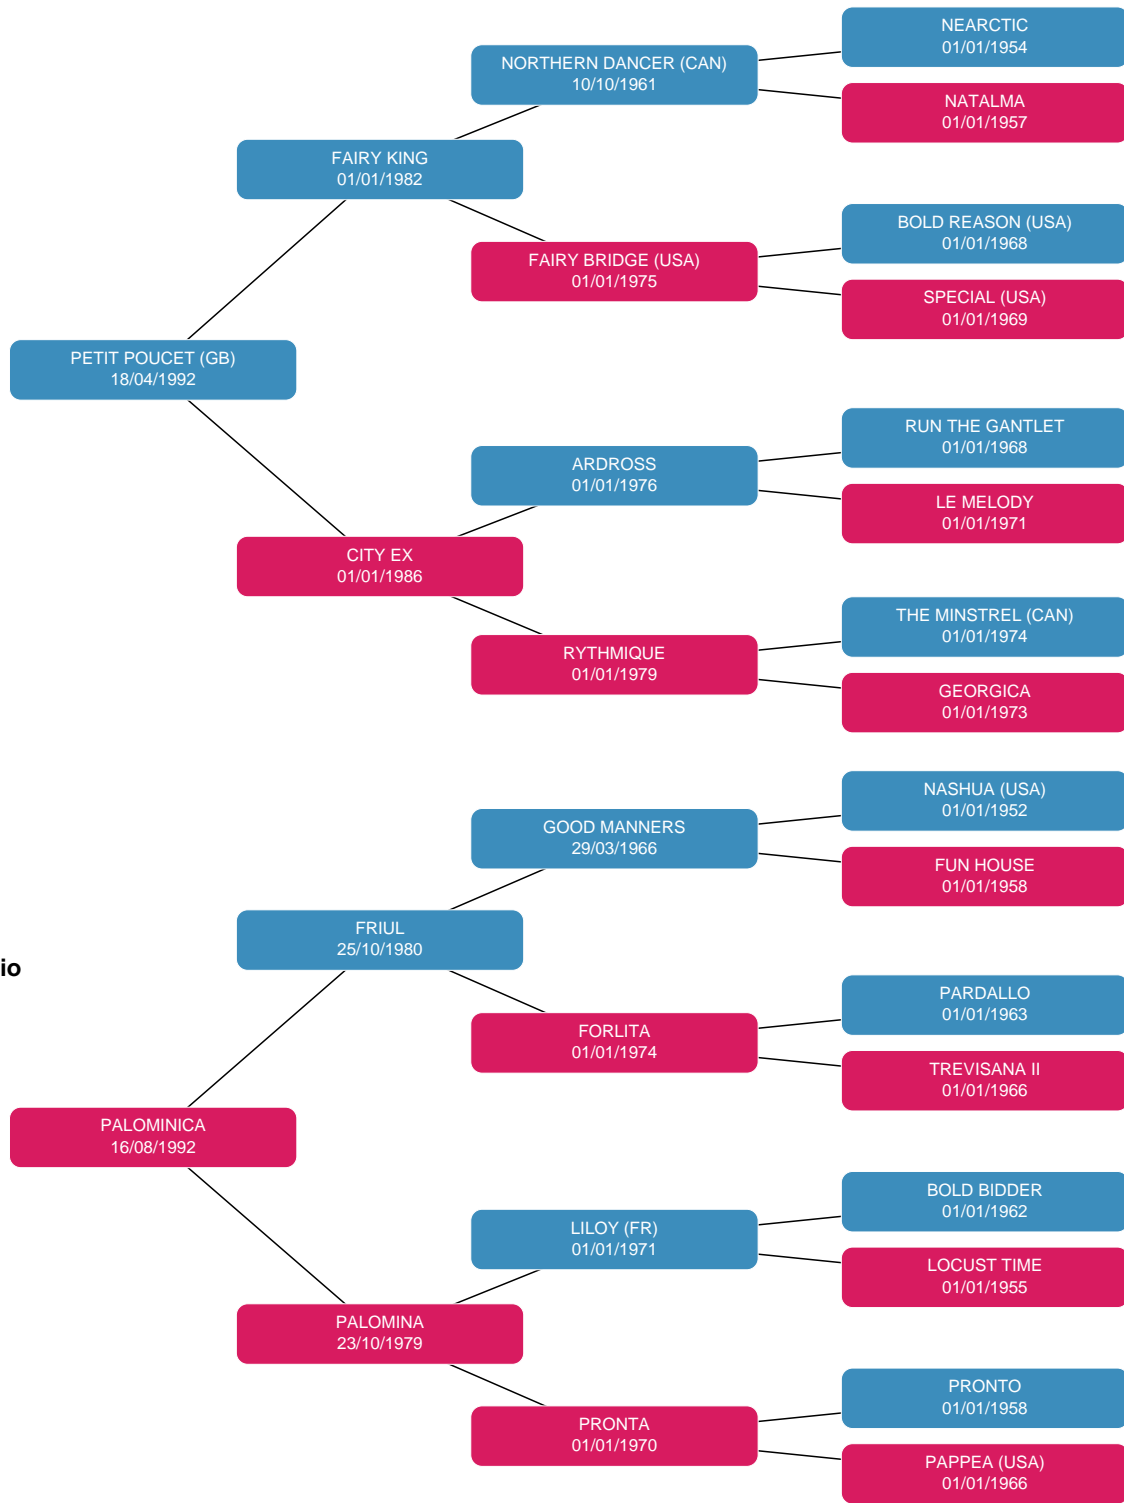 NEARCTIC
01/01/1954
NORTHERN DANCER (CAN)
10/10/1961
NATALMA
01/01/1957
FAIRY KING
01/01/1982
BOLD REASON (USA)
01/01/1968
FAIRY BRIDGE (USA)
01/01/1975
SPECIAL (USA)
01/01/1969
PETIT POUCET (GB)
18/04/1992
RUN THE GANTLET
01/01/1968
ARDROSS
01/01/1976
LE MELODY
01/01/1971
CITY EX
01/01/1986
THE MINSTREL (CAN)
01/01/1974
RYTHMIQUE
01/01/1979
GEORGICA
01/01/1973
NASHUA (USA)
01/01/1952
GOOD MANNERS
29/03/1966
FUN HOUSE
01/01/1958
FRIUL
25/10/1980
io
PARDALLO
01/01/1963
FORLITA
01/01/1974
TREVISANA II
01/01/1966
PALOMINICA
16/08/1992
BOLD BIDDER
01/01/1962
LILOY (FR)
01/01/1971
LOCUST TIME
01/01/1955
PALOMINA
23/10/1979
PRONTO
01/01/1958
PRONTA
01/01/1970
PAPPEA (USA)
01/01/1966